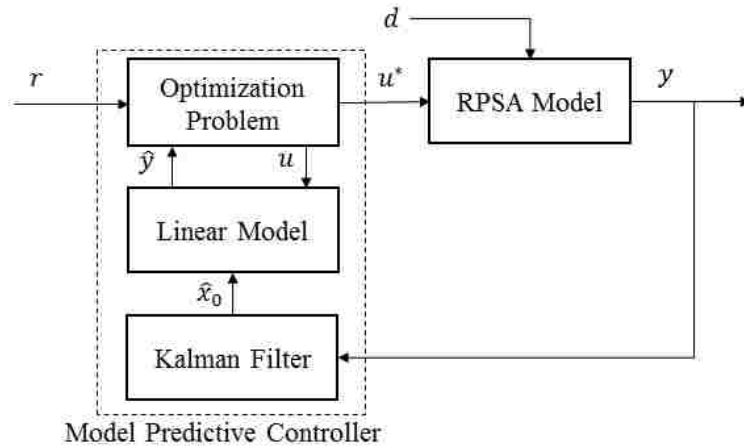 d
r
Optimization
Problem
u*
RPSA Model
y
ŷ
u
Linear Model
x̂₀
Kalman Filter
Model Predictive Controller